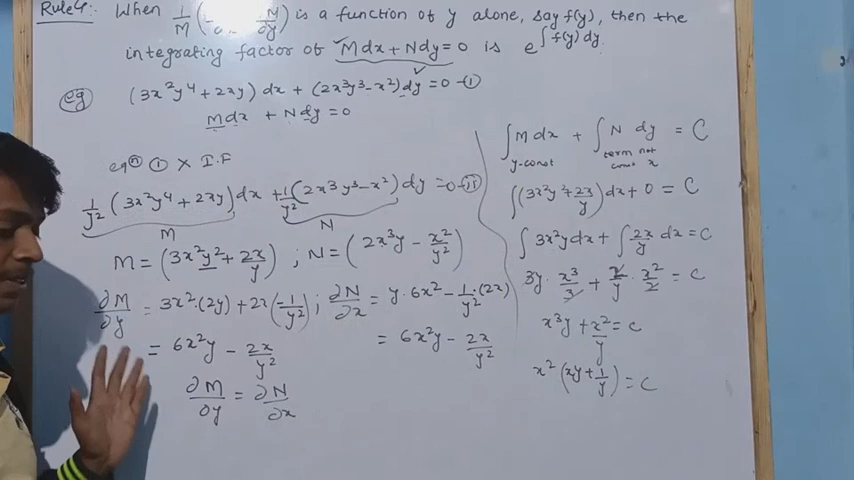 Rule 4: When 1/M (∂N/∂ - M/∂y) is a function of y alone, say f(y), then the
integrating factor of Mdx + Ndy = 0 is e^∫f(y)dy
eg (3x²y⁴ + 2xy) dx + (2x³y³ - x²) dy = 0 -①
Mdx + Ndy = 0
eqⁿ ① × I.F
1/y² (3x²y⁴ + 2xy) dx + 1/y² (2x³y³ - x²) dy = 0 -②
M N
M = (3x²y² + 2x/y) ; N = (2x³y - x²/y²)
∂M/∂y = 3x²·(2y) + 2x(-1/y²) ; ∂N/∂x = y·6x² - 1/y²·(2x)
= 6x²y - 2x/y² = 6x²y - 2x/y²
∂M/∂y = ∂N/∂x
∫ M dx + ∫ N dy = C
y-const term not
const x
∫(3x²y² + 2x/y) dx + 0 = C
∫ 3x²y dx + ∫ 2x/y dx = C
3y · x³/3 + 2/y · x²/2 = C
x³y + x²/y = c
x² (xy + 1/y) = C